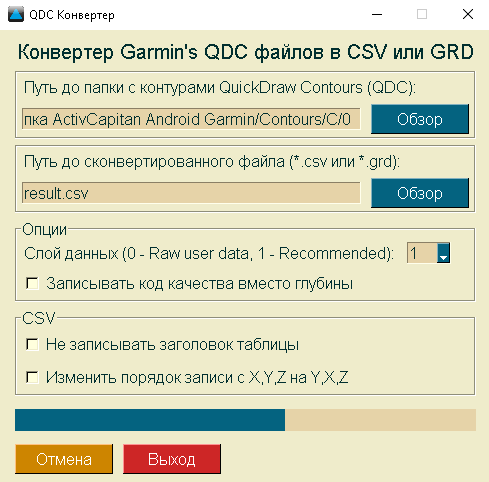 QDC Конвертер
Конвертер Garmin's QDC файлов в CSV или GRD
Путь до папки с контурами QuickDraw Contours (QDC):
пка ActivCapitan Android Garmin/Contours/C/0
Обзор
Путь до сконвертированного файла (*.csv или *.grd):
result.csv
Обзор
Опции
Слой данных (0 - Raw user data, 1 - Recommended):
1
Записывать код качества вместо глубины
CSV
Не записывать заголовок таблицы
Изменить порядок записи с X,Y,Z на Y,X,Z
Отмена
Выход